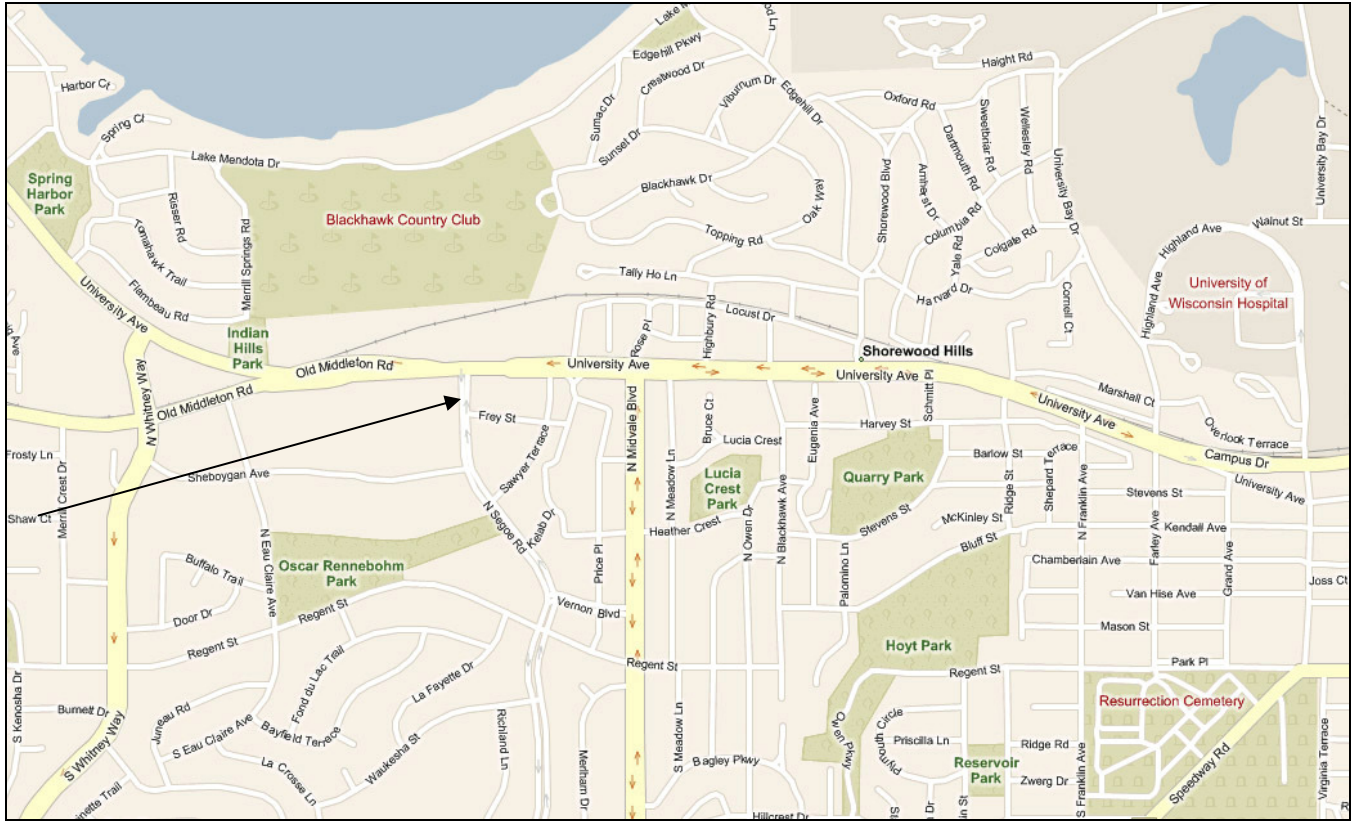 Lake M
Edgehill Pkwy
Haight Rd
Harbor Ct
Crestwood Dr
Viburnum Dr
Edgehill Dr
Oxford Rd
Sweetbriar Rd
Wellesley Rd
University Bay Dr
Spring Ct
Sumac Dr
Sunset Dr
Dartmouth Rd
University Bay Dr
Lake Mendota Dr
Spring
Harbor
Park
Risser Rd
Blackhawk Dr
Oak Way
Shorewood Blvd
Amherst Dr
Columbia Rd
Blackhawk Country Club
Tomahawk Trail
Merrill Springs Rd
Topping Rd
Yale Rd
Colgate Rd
Highland Ave
Walnut St
Tally Ho Ln
Harvard Dr
Cornell Ct
Highland Ave
University of
Wisconsin Hospital
University Ave
Flambeau Rd
Highbury Rd
Locust Dr
Rose Pl
Ave
Indian
Hills
Park
Shorewood Hills
N Whitney Way
Old Middleton Rd
University Ave
University Ave
Schmitt Pl
Marshall Ct
Old Middleton Rd
University Ave
N Midvale Blvd
Bruce Ct
Eugenia Ave
Frey St
Harvey St
Overlook Terrace
Frosty Ln
Merrill Crest Dr
Sawyer Terrace
Lucia Crest
Barlow St
Shepard Terrace
Campus Dr
Sheboygan Ave
N Meadow Ln
Lucia
Crest
Park
Quarry Park
Ridge St
N Franklin Ave
University Ave
Stevens St
Shaw Ct
N Segoe Rd
Kelab Dr
Heather Crest
N Owen Dr
N Blackhawk Ave
Stevens St
McKinley St
Farley Ave
Kendall Ave
N Eau Claire Ave
Bluff St
Oscar Rennebohm
Park
Buffalo Trail
Price Pl
Palomino Ln
Chamberlain Ave
Grand Ave
Joss Ct
Door Dr
Regent St
Vernon Blvd
Van Hise Ave
Mason St
Regent St
Hoyt Park
Regent St
Regent St
Park Pl
S Kenosha Dr
Fond du Lac Trail
La Fayette Dr
Resurrection Cemetery
Burnett Dr
Juneau Rd
S Eau Claire Ave
Bayfield Terrace
Richland Ln
S Meadow Ln
Owen Pkwy
Plymouth Circle
Priscilla Ln
Ridge Rd
S Whitney Way
Waukesha St
Merlham Dr
Bagley Pkwy
Reservoir
Park
Zwerg Dr
S Franklin Ave
Speedway Rd
Virginia Terrace
La Crosse Ln
inette Trail
Hillcrest Dr